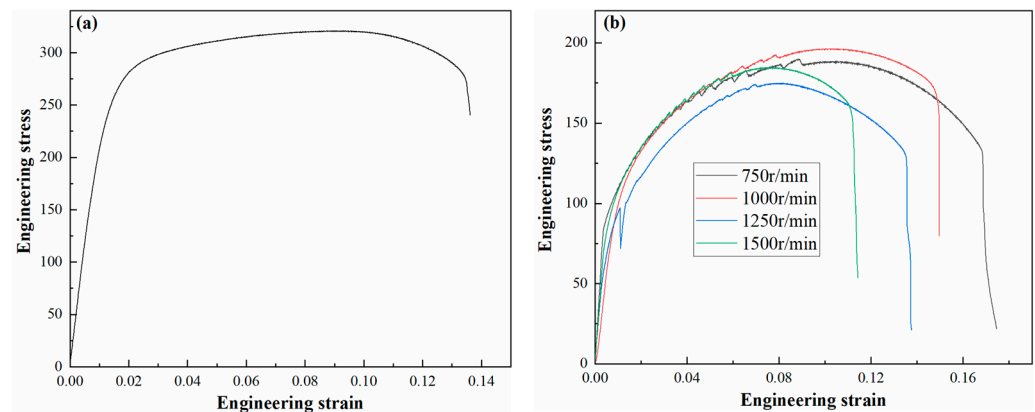 (a)
Engineering stress
300
250
200
150
100
50
0
0.00 0.02 0.04 0.06 0.08 0.10 0.12 0.14
Engineering strain
(b)
Engineering stress
200
150
100
50
0
750r/min
1000r/min
1250r/min
1500r/min
0.00 0.04 0.08 0.12 0.16
Engineering strain